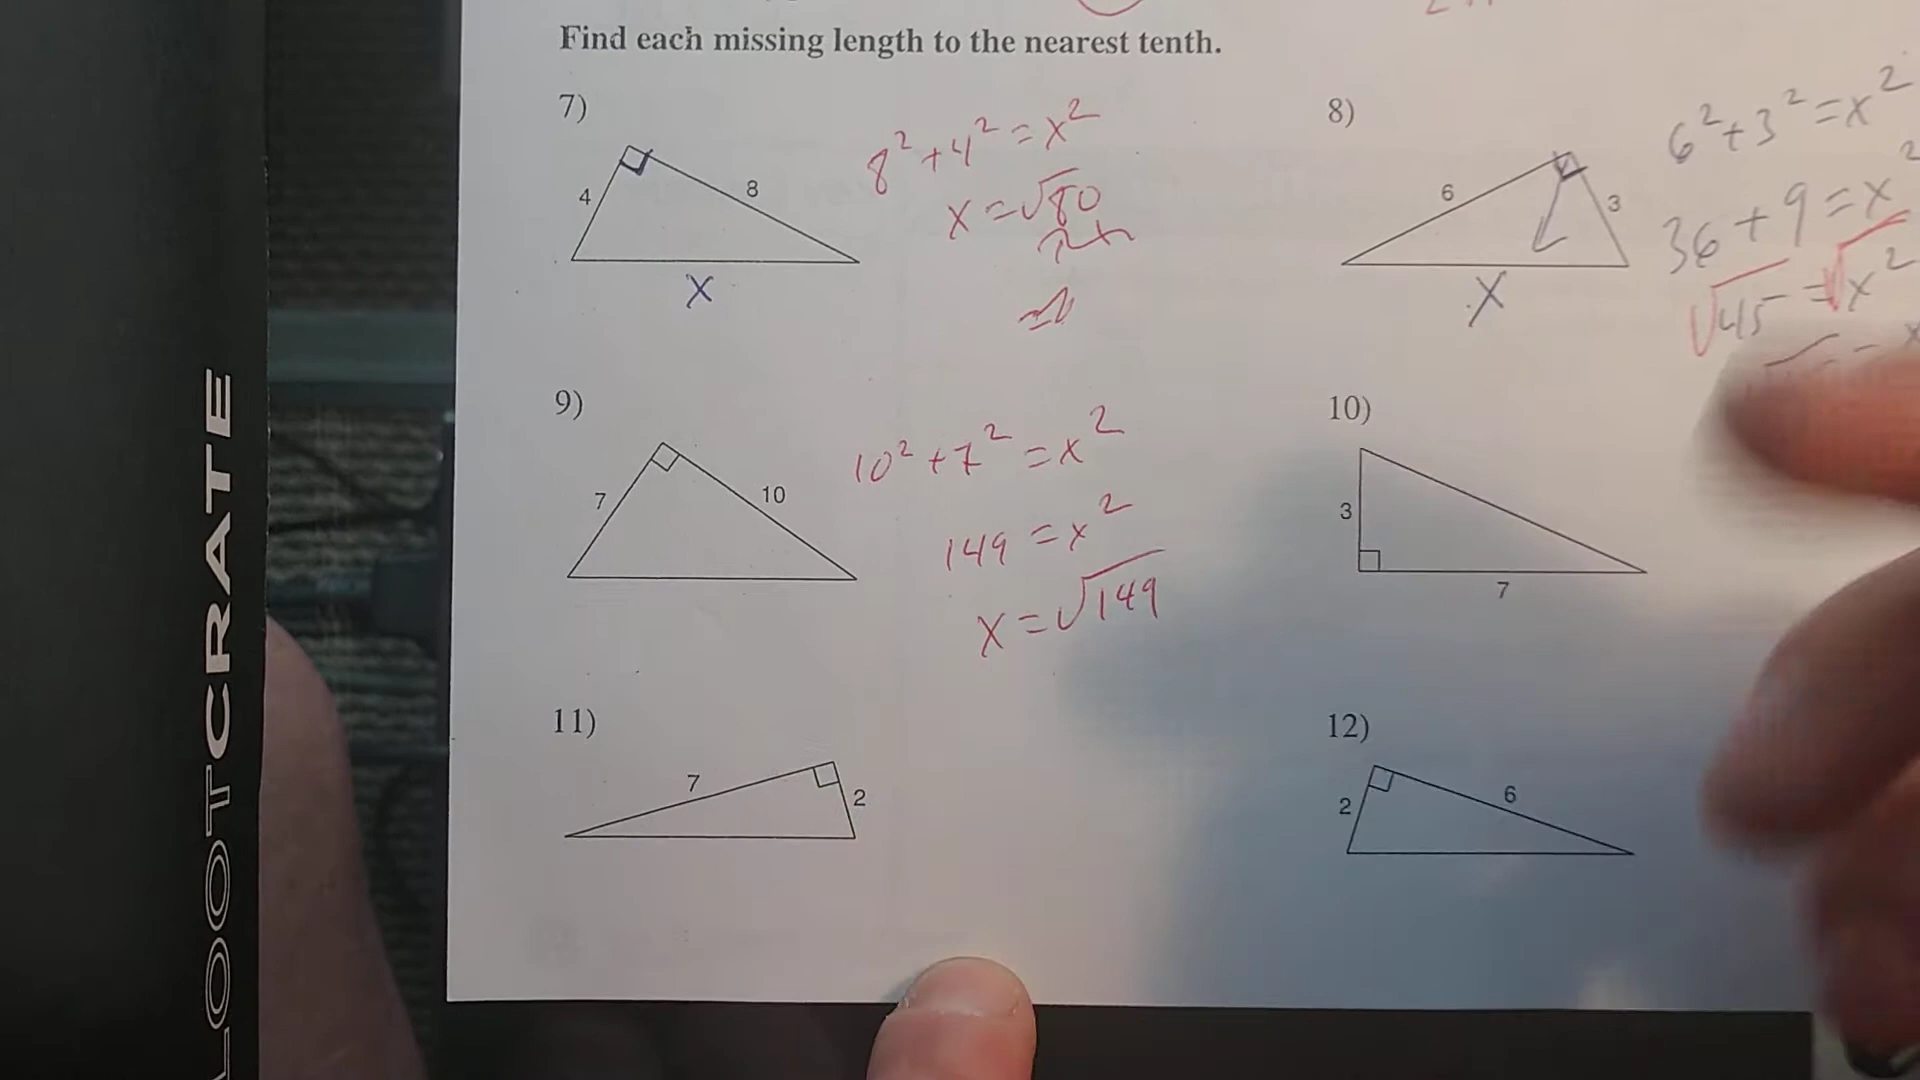 Find each missing length to the nearest tenth.
7)
4
8
X
8² + 4² = x²
x = √80
8)
6
3
X
6² + 3² = x²
36 + 9 = x²
√45 = √x²
9)
7
10
10² + 7² = x²
149 = x²
x = √149
10)
3
7
11)
7
2
12)
2
6
LOOTCRATE